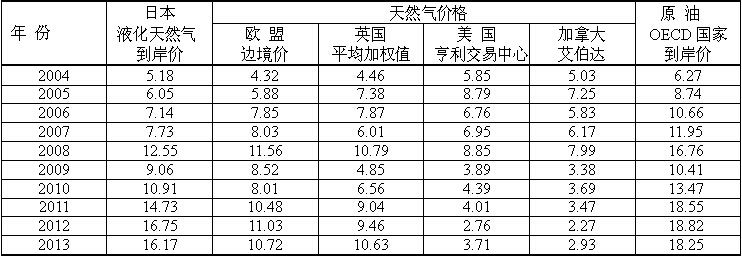 年 份 日本 液化天然气 到岸价 天然气价格 原 油 OECD 国家 到岸价
欧 盟 边境价 英国 平均加权值 美 国 亨利交易中心 加拿大 艾伯达
2004 5.18 4.32 4.46 5.85 5.03 6.27
2005 6.05 5.88 7.38 8.79 7.25 8.74
2006 7.14 7.85 7.87 6.76 5.83 10.66
2007 7.73 8.03 6.01 6.95 6.17 11.95
2008 12.55 11.56 10.79 8.85 7.99 16.76
2009 9.06 8.52 4.85 3.89 3.38 10.41
2010 10.91 8.01 6.56 4.39 3.69 13.47
2011 14.73 10.48 9.04 4.01 3.47 18.55
2012 16.75 11.03 9.46 2.76 2.27 18.82
2013 16.17 10.72 10.63 3.71 2.93 18.25